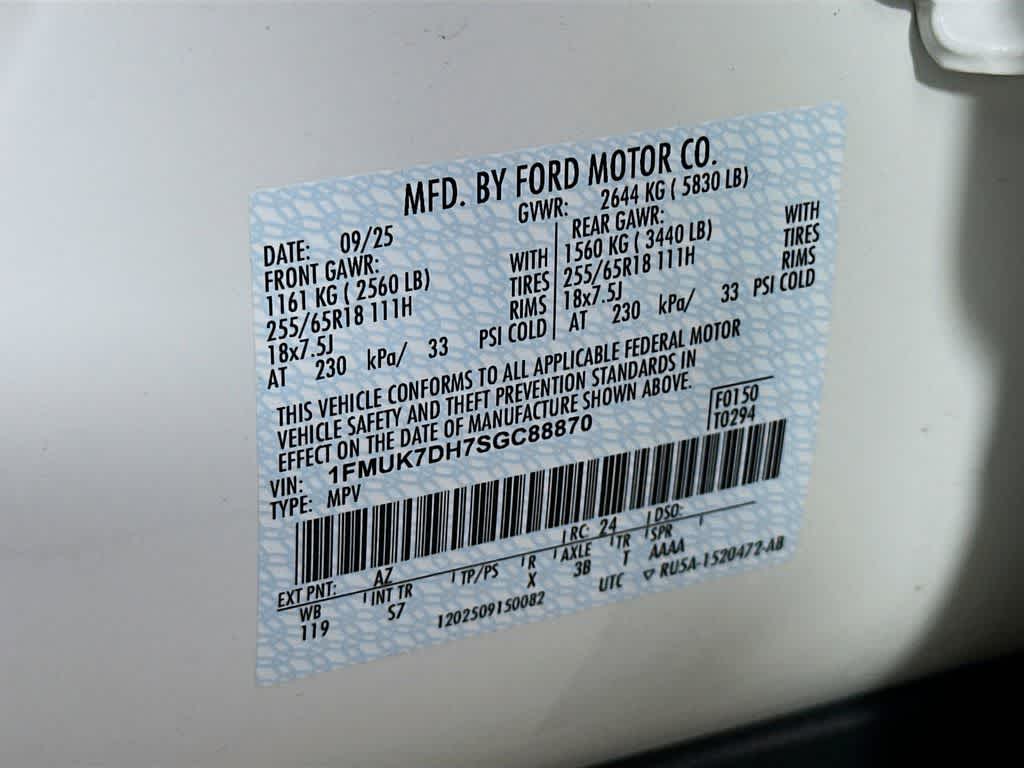 MFD. BY FORD MOTOR CO.
DATE: 09/25 GVWR: 2644 KG ( 5830 LB)
FRONT GAWR: REAR GAWR:
1161 KG ( 2560 LB) WITH 1560 KG ( 3440 LB) WITH
255/65R18 111H TIRES 255/65R18 111H TIRES
18x7.5J RIMS 18x7.5J RIMS
AT 230 kPa/ 33 PSI COLD AT 230 kPa/ 33 PSI COLD
THIS VEHICLE CONFORMS TO ALL APPLICABLE FEDERAL MOTOR
VEHICLE SAFETY AND THEFT PREVENTION STANDARDS IN
EFFECT ON THE DATE OF MANUFACTURE SHOWN ABOVE.
VIN: 1FMUK7DH7SGC88870 F0150
TYPE: MPV T0294
EXT PNT: AZ RC: 24 DSO:
WB INT TR TP/PS R AXLE TR SPR
119 S7 X 3B T AAAA
1202509150082 UTC ▽ RU5A-1520472-AB